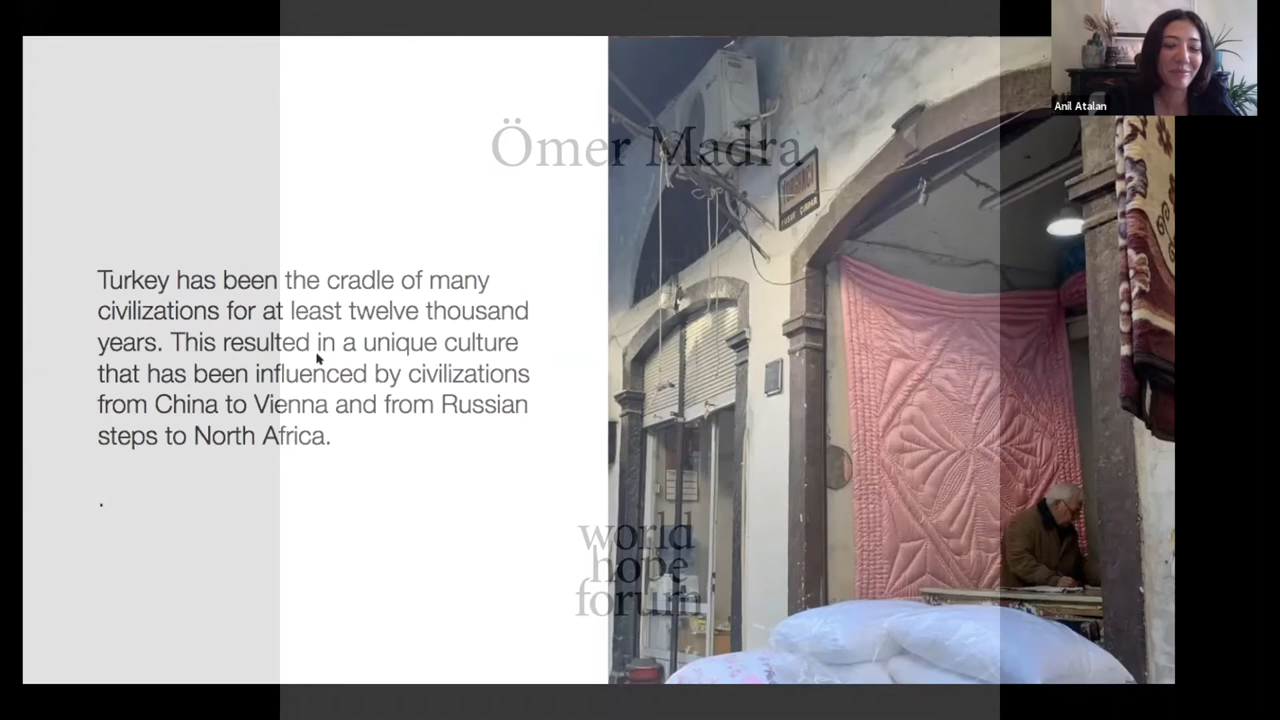 Anil Atalan
Ömer Madra
YORGANCI
Turkey has been the cradle of many
civilizations for at least twelve thousand
years. This resulted in a unique culture
that has been influenced by civilizations
from China to Vienna and from Russian
steps to North Africa.
.
world
hope
forum